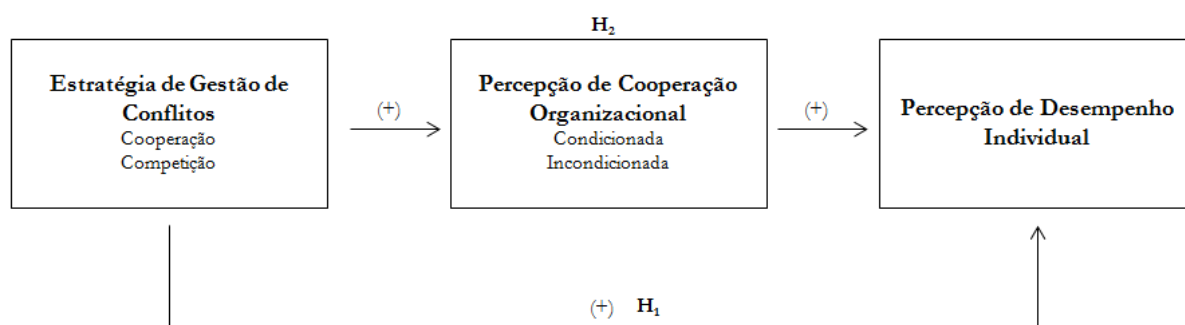 H₂
Estratégia de Gestão de
Conflitos
Cooperação
Competição
(+)
Percepção de Cooperação
Organizacional
Condicionada
Incondicionada
(+)
Percepção de Desempenho
Individual
(+) H₁